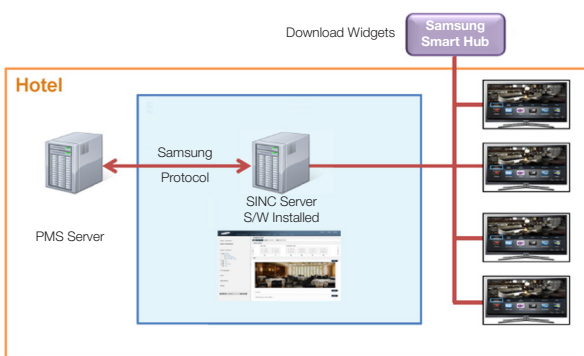 Download Widgets
Samsung
Smart Hub
Hotel
Samsung
Protocol
SINC Server
S/W Installed
PMS Server